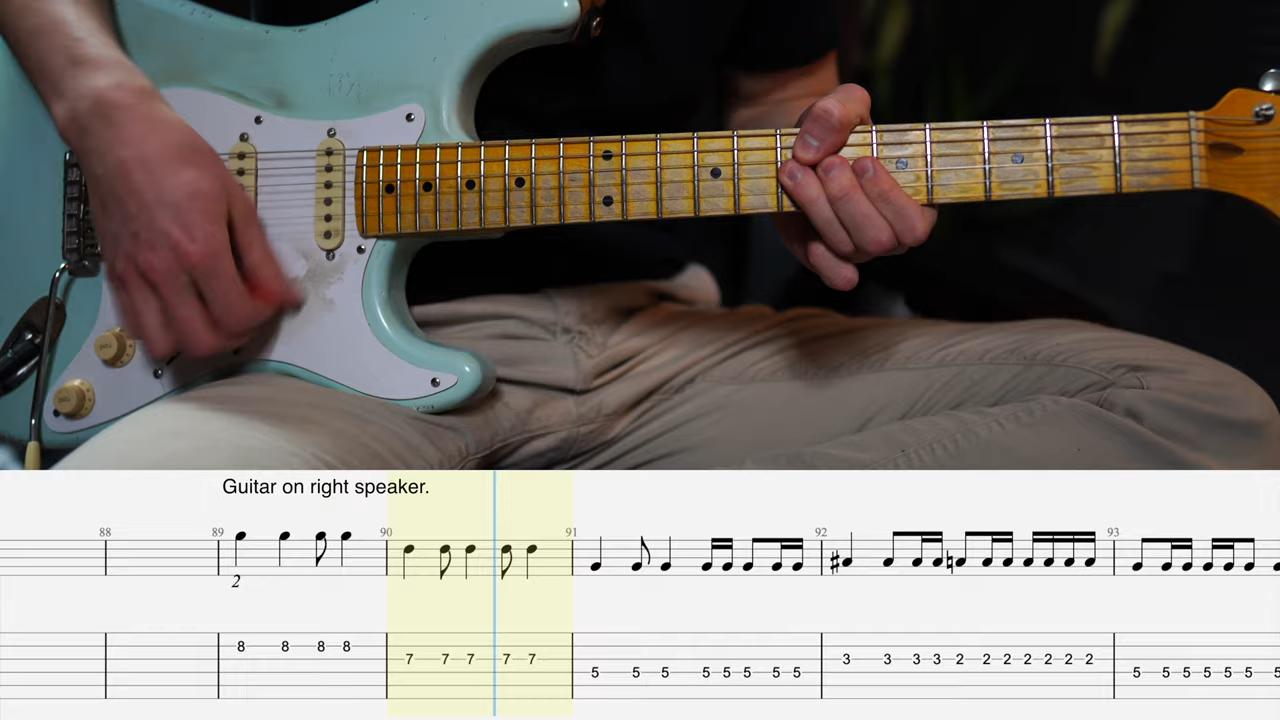 Guitar on right speaker.
88 89 90 91 92 93
2
8 8 8 8
7 7 7 7 7
5 5 5 5 5 5 5 5
3 3 3 3 2 2 2 2 2 2 2
5 5 5 5 5 5 5